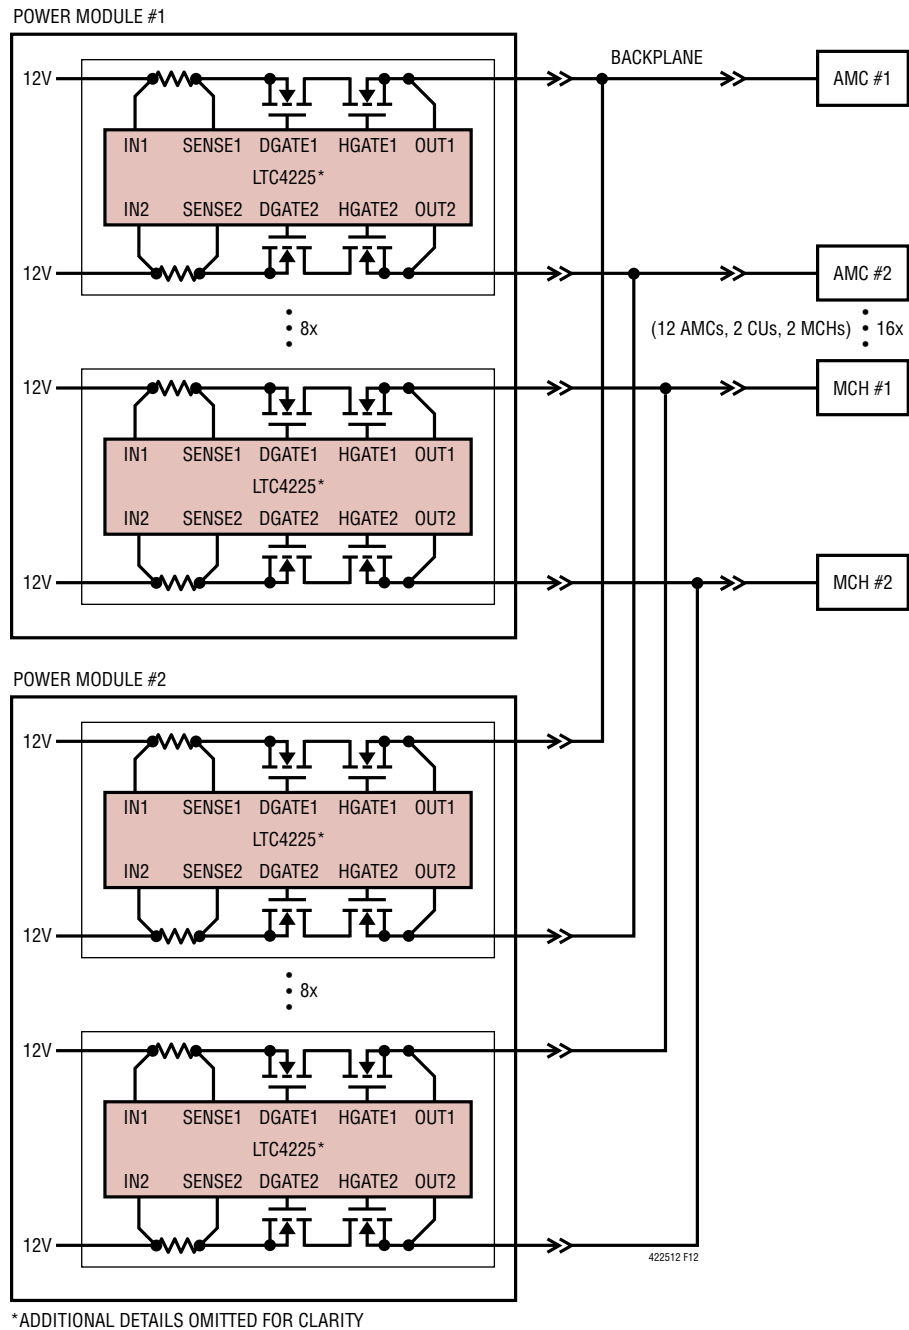 POWER MODULE #1
BACKPLANE
12V
AMC #1
IN1 SENSE1 DGATE1 HGATE1 OUT1
LTC4225*
IN2 SENSE2 DGATE2 HGATE2 OUT2
12V
AMC #2
8x
(12 AMCs, 2 CUs, 2 MCHs)
16x
12V
MCH #1
IN1 SENSE1 DGATE1 HGATE1 OUT1
LTC4225*
IN2 SENSE2 DGATE2 HGATE2 OUT2
12V
MCH #2
POWER MODULE #2
12V
IN1 SENSE1 DGATE1 HGATE1 OUT1
LTC4225*
IN2 SENSE2 DGATE2 HGATE2 OUT2
12V
8x
12V
IN1 SENSE1 DGATE1 HGATE1 OUT1
LTC4225*
IN2 SENSE2 DGATE2 HGATE2 OUT2
12V
422512 F12
*ADDITIONAL DETAILS OMITTED FOR CLARITY